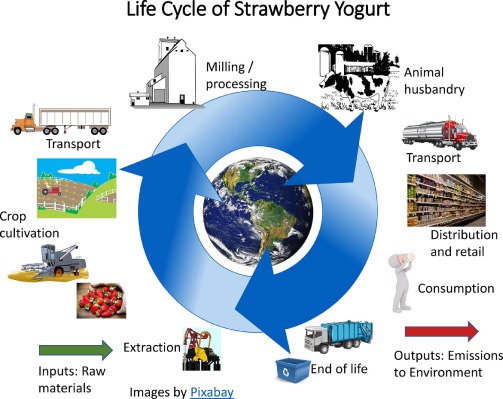 Life Cycle of Strawberry Yogurt
Milling /
processing
Animal
husbandry
Transport
Transport
Crop
cultivation
Distribution
and retail
Consumption
Extraction
End of life
Inputs: Raw
materials
Outputs: Emissions
to Environment
Images by Pixabay